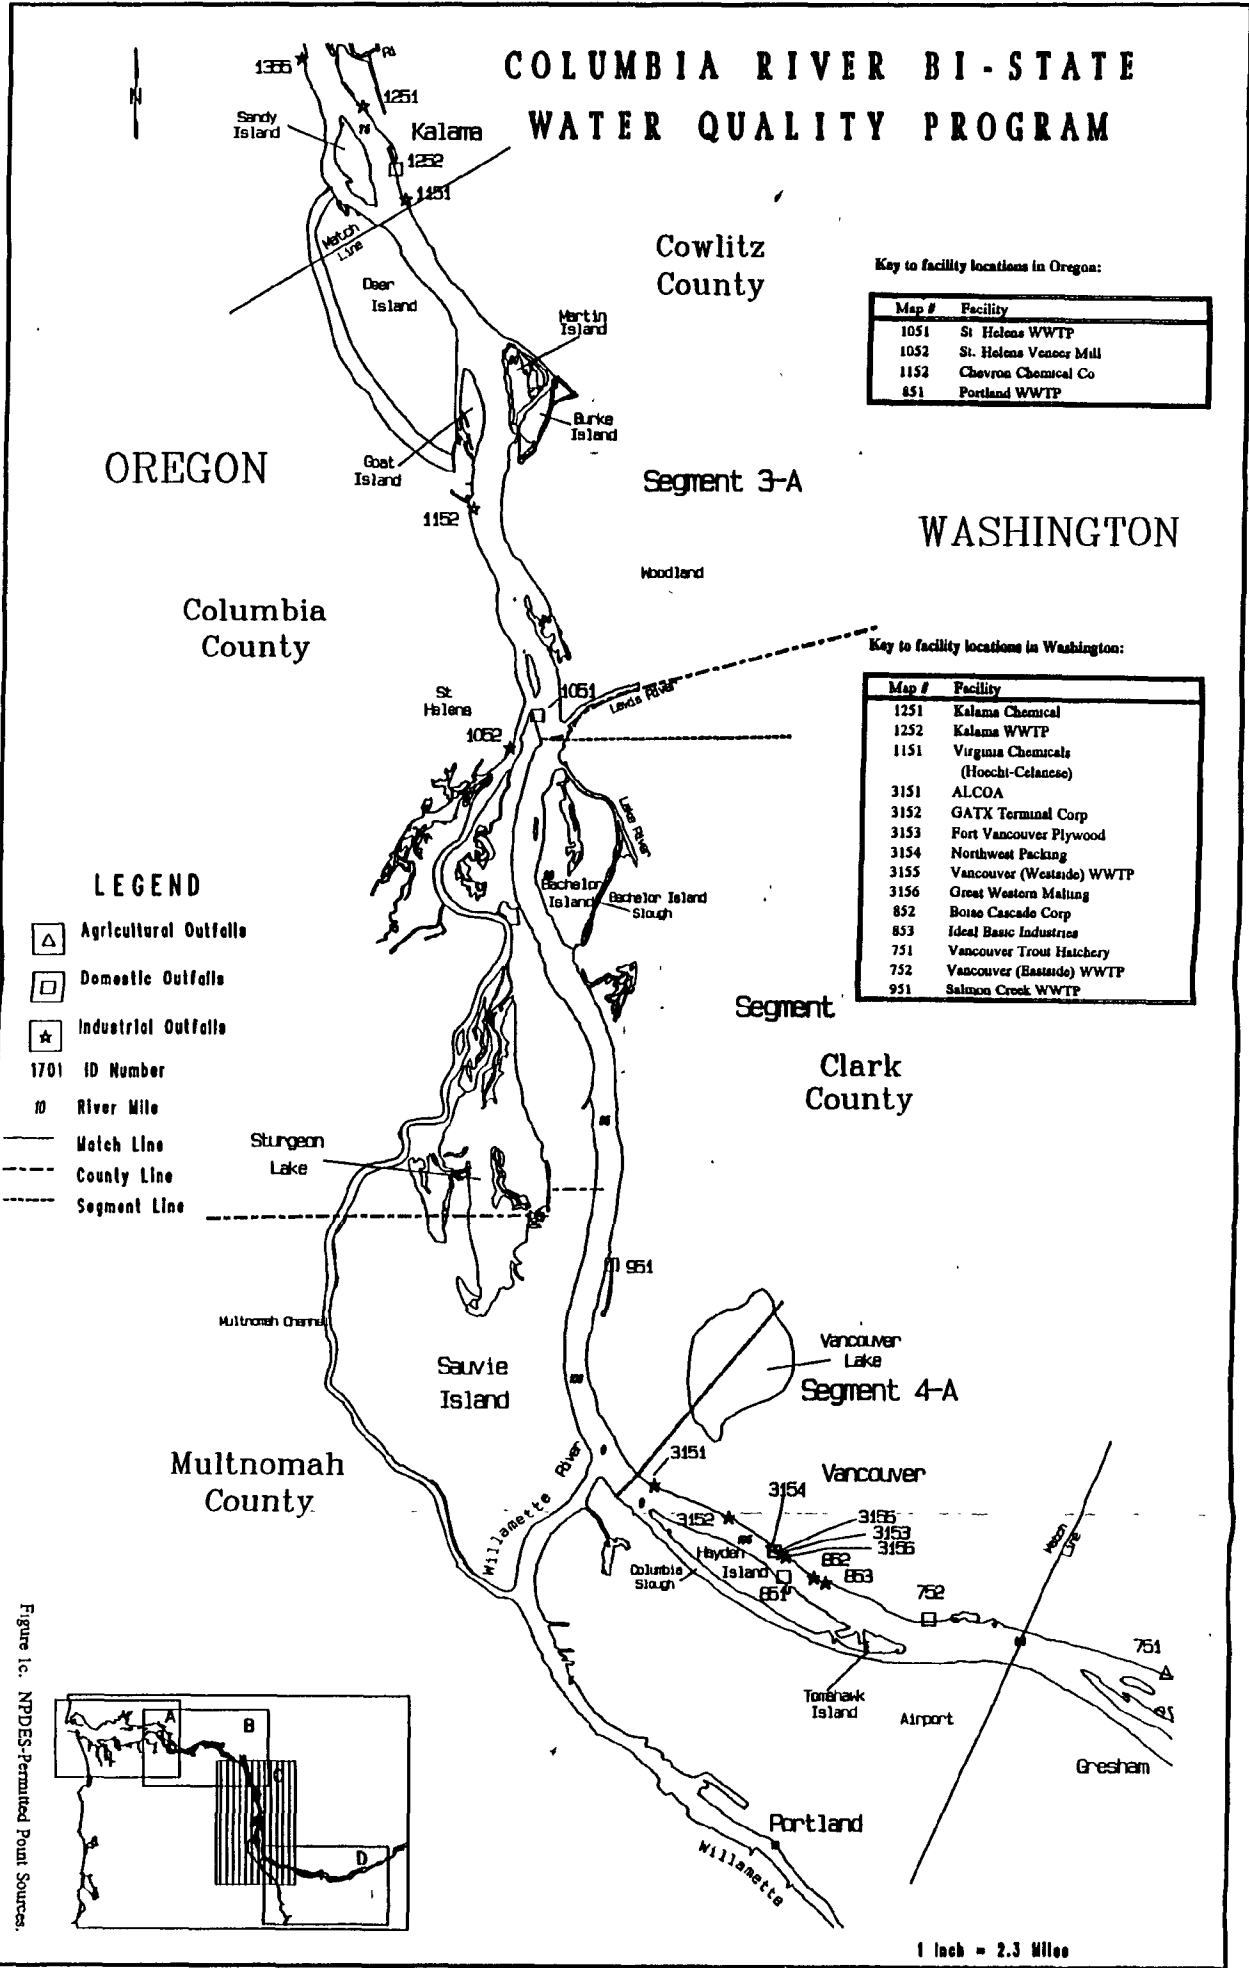 COLUMBIA RIVER BI-STATE
WATER QUALITY PROGRAM
N
1355
1251
Sandy
Island
75
Kalama
1252
1151
Match
Line
Deer
Island
Cowlitz
County
Martin
Island
Key to facility locations in Oregon:
Map # Facility
1051 St Helens WWTP
1052 St. Helens Veneer Mill
1152 Chevron Chemical Co
851 Portland WWTP
Burke
Island
OREGON
Goat
Island
Segment 3-A
1152
WASHINGTON
Woodland
Columbia
County
Key to facility locations in Washington:
Map # Facility
1251 Kalama Chemical
1252 Kalama WWTP
1151 Virginia Chemicals
(Hoechst-Celanese)
3151 ALCOA
3152 GATX Terminal Corp
3153 Fort Vancouver Plywood
3154 Northwest Packing
3155 Vancouver (Westside) WWTP
3156 Great Western Malting
852 Boise Cascade Corp
853 Ideal Basic Industries
751 Vancouver Trout Hatchery
752 Vancouver (Eastside) WWTP
951 Salmon Creek WWTP
St
Helens
1051
Lewis River
1052
Lake River
Bachelor
Island
Bachelor Island
Slough
LEGEND
Agricultural Outfalls
Domestic Outfalls
Industrial Outfalls
1701 ID Number
10 River Mile
Match Line
County Line
Segment Line
Segment
Clark
County
Sturgeon
Lake
951
Multnomah Channel
Sauvie
Island
Vancouver
Lake
Segment 4-A
Multnomah
County
Willamette River
3151
Vancouver
3154
3152
3155
3153
3156
Hayden
Island
Columbia
Slough
851
852
853
752
Match
Line
751
Tomahawk
Island
Airport
Gresham
Portland
Willamette
A
B
C
D
Figure 1c. NPDES-Permitted Point Sources.
1 Inch = 2.3 Miles